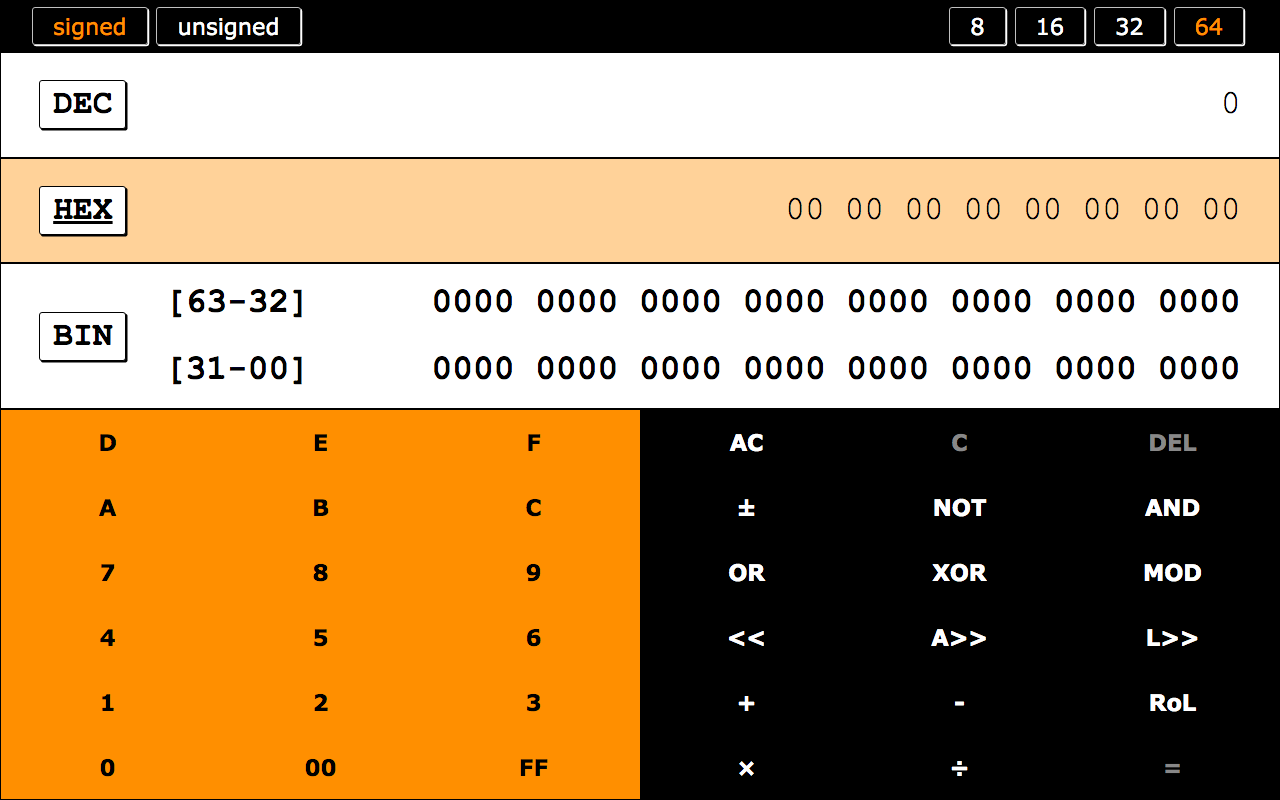 signed unsigned 8 16 32 64
DEC 0
HEX 00 00 00 00 00 00 00 00
[63-32] 0000 0000 0000 0000 0000 0000 0000 0000
BIN
[31-00] 0000 0000 0000 0000 0000 0000 0000 0000
D E F AC C DEL
A B C ± NOT AND
7 8 9 OR XOR MOD
4 5 6 << A>> L>>
1 2 3 + - RoL
0 00 FF × ÷ =